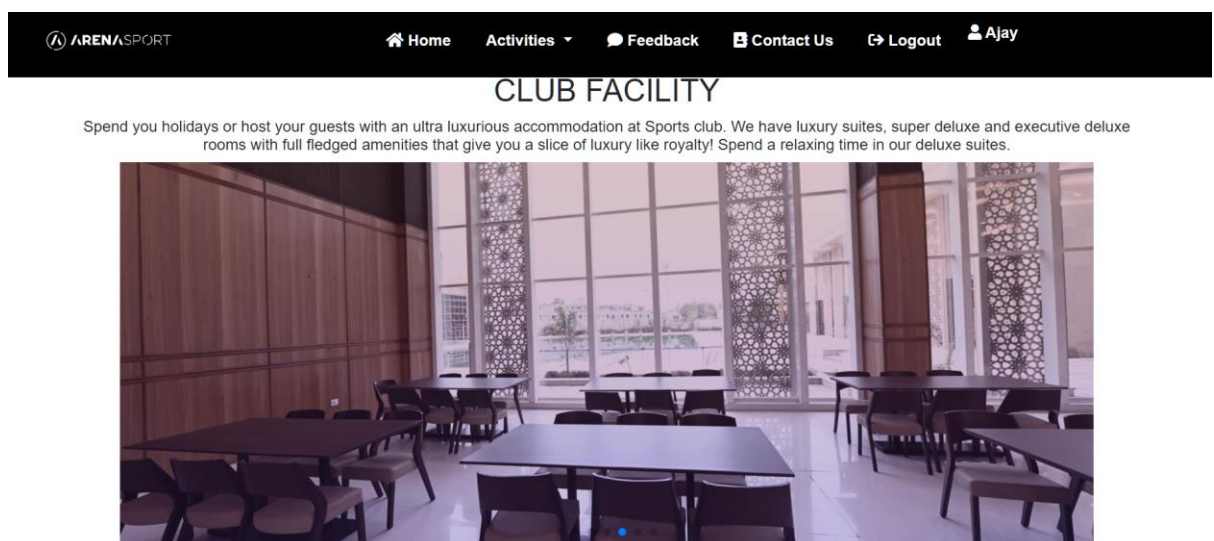 ARENASPORT
Home Activities Feedback Contact Us Logout Ajay
CLUB FACILITY
Spend you holidays or host your guests with an ultra luxurious accommodation at Sports club. We have luxury suites, super deluxe and executive deluxe
rooms with full fledged amenities that give you a slice of luxury like royalty! Spend a relaxing time in our deluxe suites.